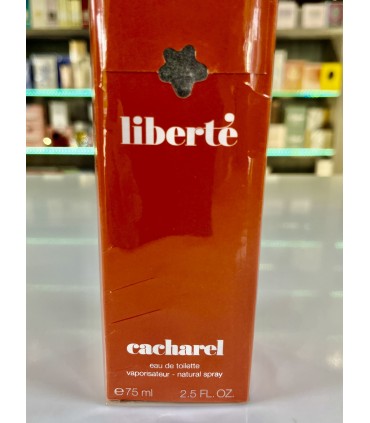 liberté
cacharel
eau de toilette
vaporisateur - natural spray
℮75 ml 2.5 FL. OZ.